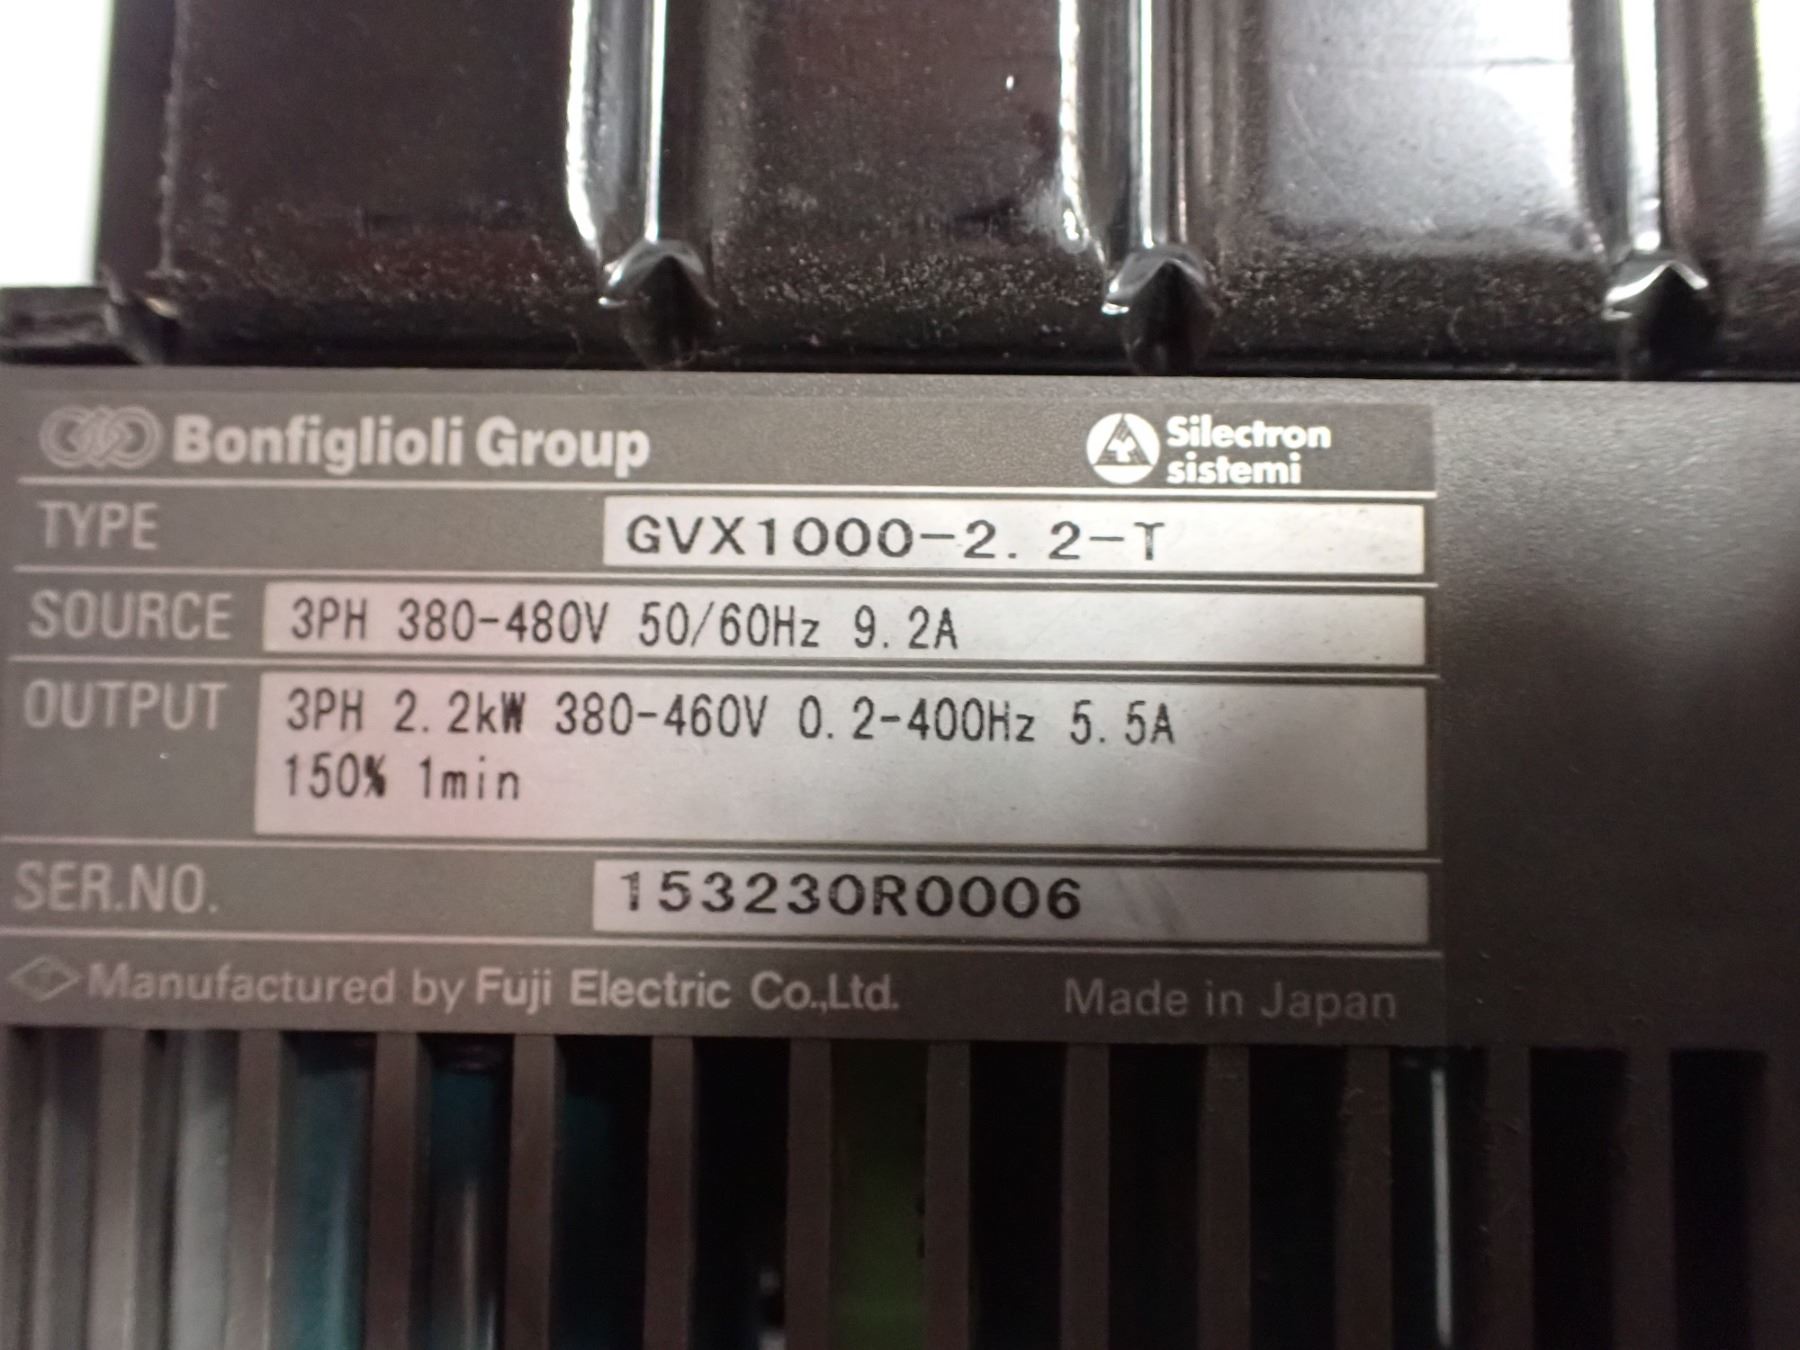 Bonfiglioli Group
Silectron
sistemi
TYPE GVX1000-2.2-T
SOURCE 3PH 380-480V 50/60Hz 9.2A
OUTPUT 3PH 2.2kW 380-460V 0.2-400Hz 5.5A
150% 1min
SER.NO. 153230R0006
Manufactured by Fuji Electric Co.,Ltd. Made in Japan